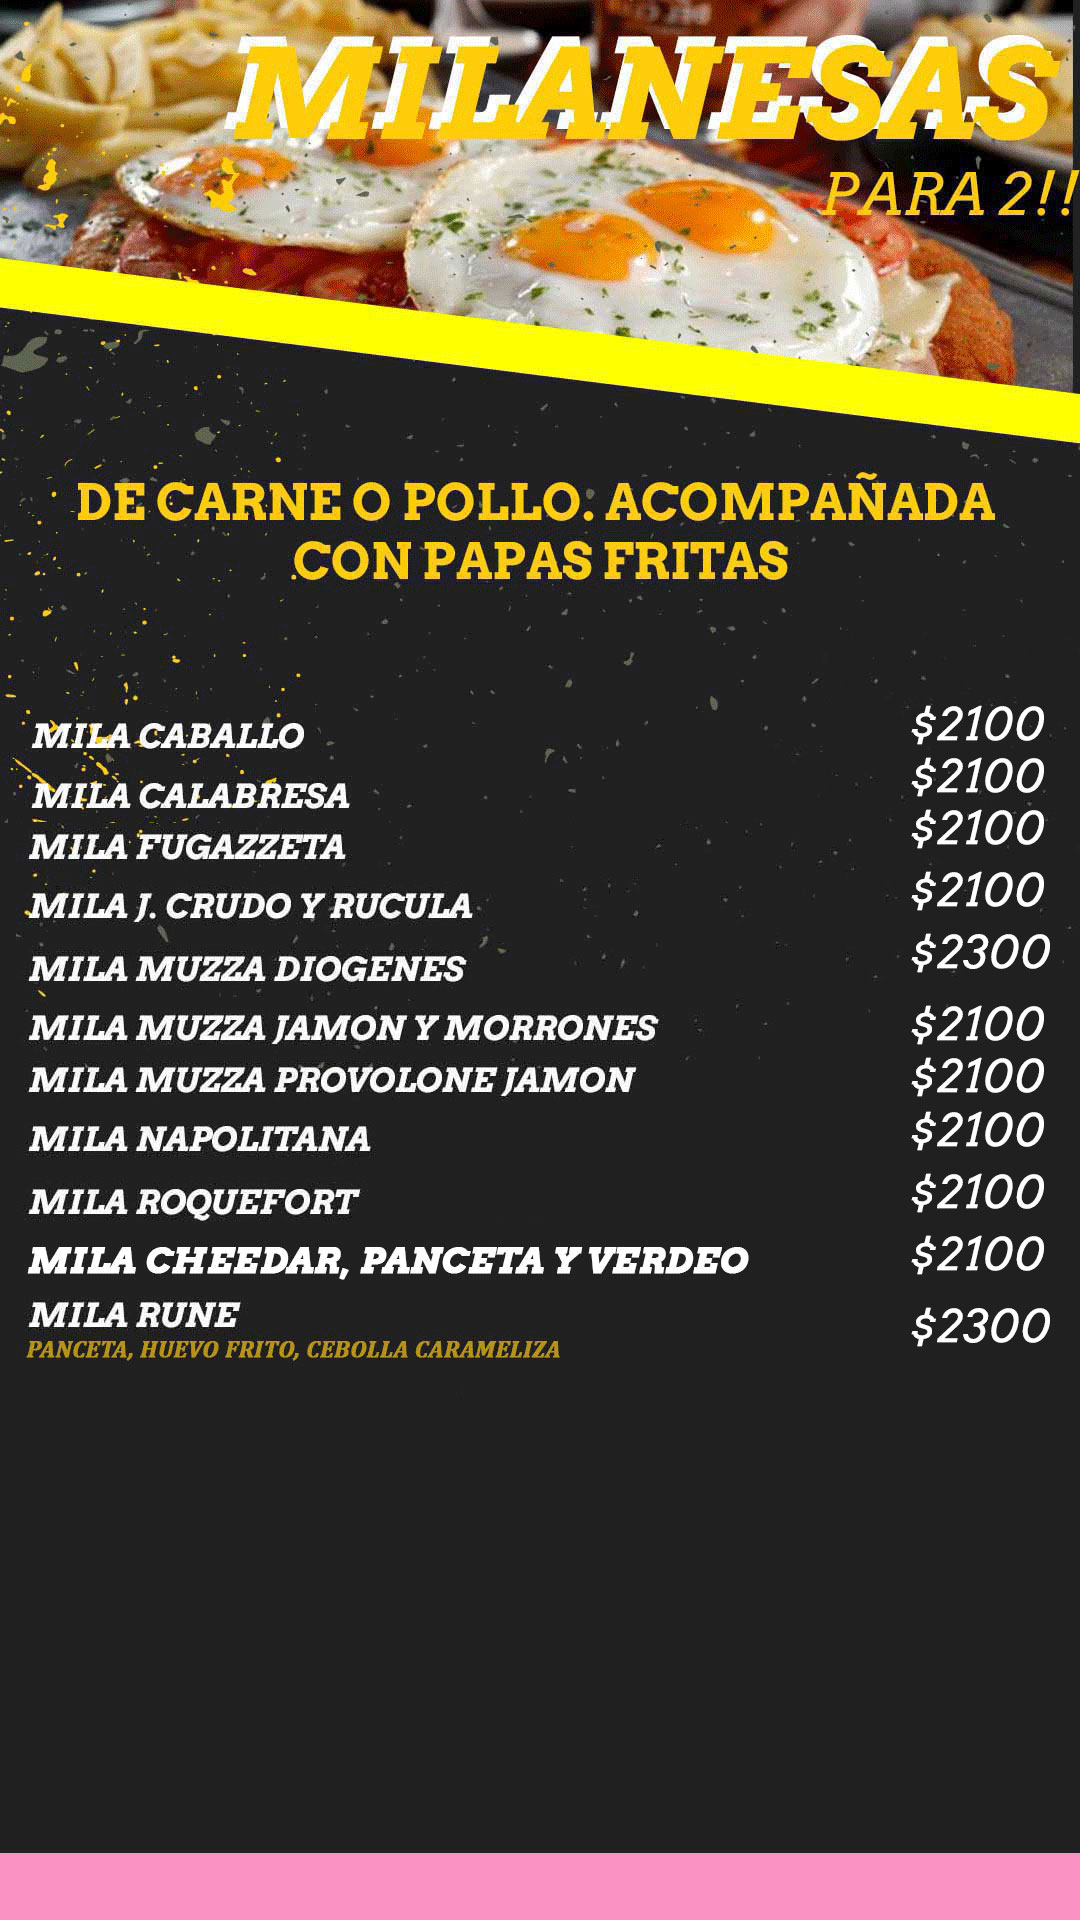 MILANESAS
PARA 2!!
DE CARNE O POLLO. ACOMPAÑADA
CON PAPAS FRITAS
MILA CABALLO $2100
MILA CALABRESA $2100
MILA FUGAZZETA $2100
MILA J. CRUDO Y RUCULA $2100
MILA MUZZA DIOGENES $2300
MILA MUZZA JAMON Y MORRONES $2100
MILA MUZZA PROVOLONE JAMON $2100
MILA NAPOLITANA $2100
MILA ROQUEFORT $2100
MILA CHEEDAR, PANCETA Y VERDEO $2100
MILA RUNE $2300
PANCETA, HUEVO FRITO, CEBOLLA CARAMELIZA